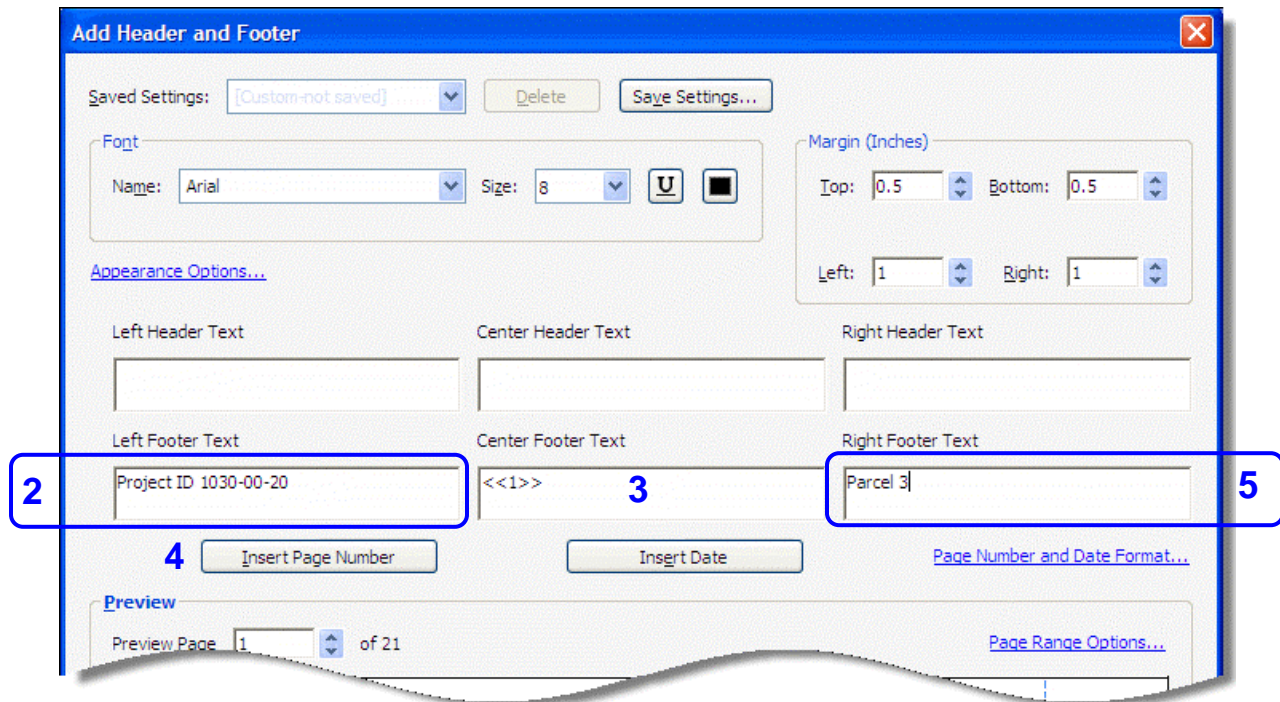 Add Header and Footer
Saved Settings: [Custom-not saved] Delete Save Settings...
Font
Margin (Inches)
Name: Arial Size: 8 U
Top: 0.5 Bottom: 0.5
Appearance Options...
Left: 1 Right: 1
Left Header Text Center Header Text Right Header Text
Left Footer Text Center Footer Text Right Footer Text
2 Project ID 1030-00-20 <<1>> 3 Parcel 3 5
4 Insert Page Number Insert Date Page Number and Date Format...
Preview
Preview Page 1 of 21 Page Range Options...